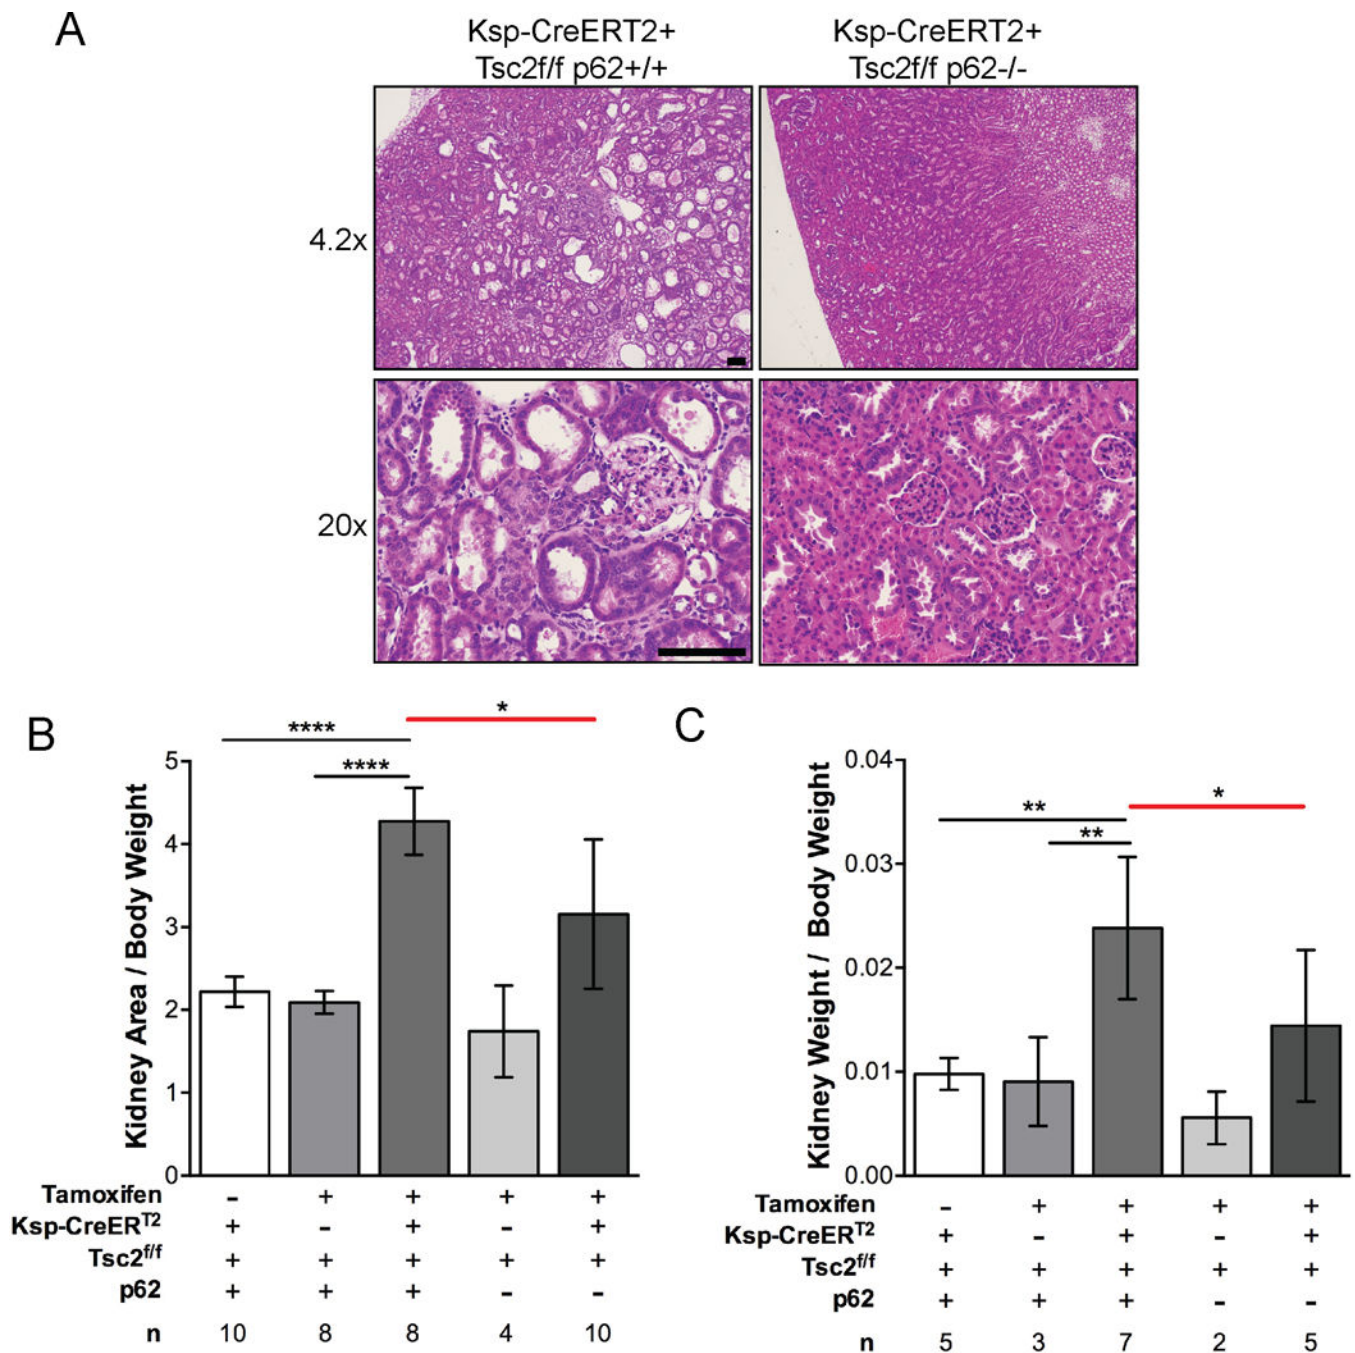 A
Ksp-CreERT2+
Tsc2f/f p62+/+
Ksp-CreERT2+
Tsc2f/f p62-/-
4.2x
20x
B
****
*
****
Kidney Area / Body Weight
5
4
3
2
1
0
Tamoxifen - + + + +
Ksp-CreERT2 + - + - +
Tsc2f/f + + + + +
p62 + + + - -
n 10 8 8 4 10
C
**
*
**
Kidney Weight / Body Weight
0.04
0.03
0.02
0.01
0.00
Tamoxifen - + + + +
Ksp-CreERT2 + - + - +
Tsc2f/f + + + + +
p62 + + + - -
n 5 3 7 2 5